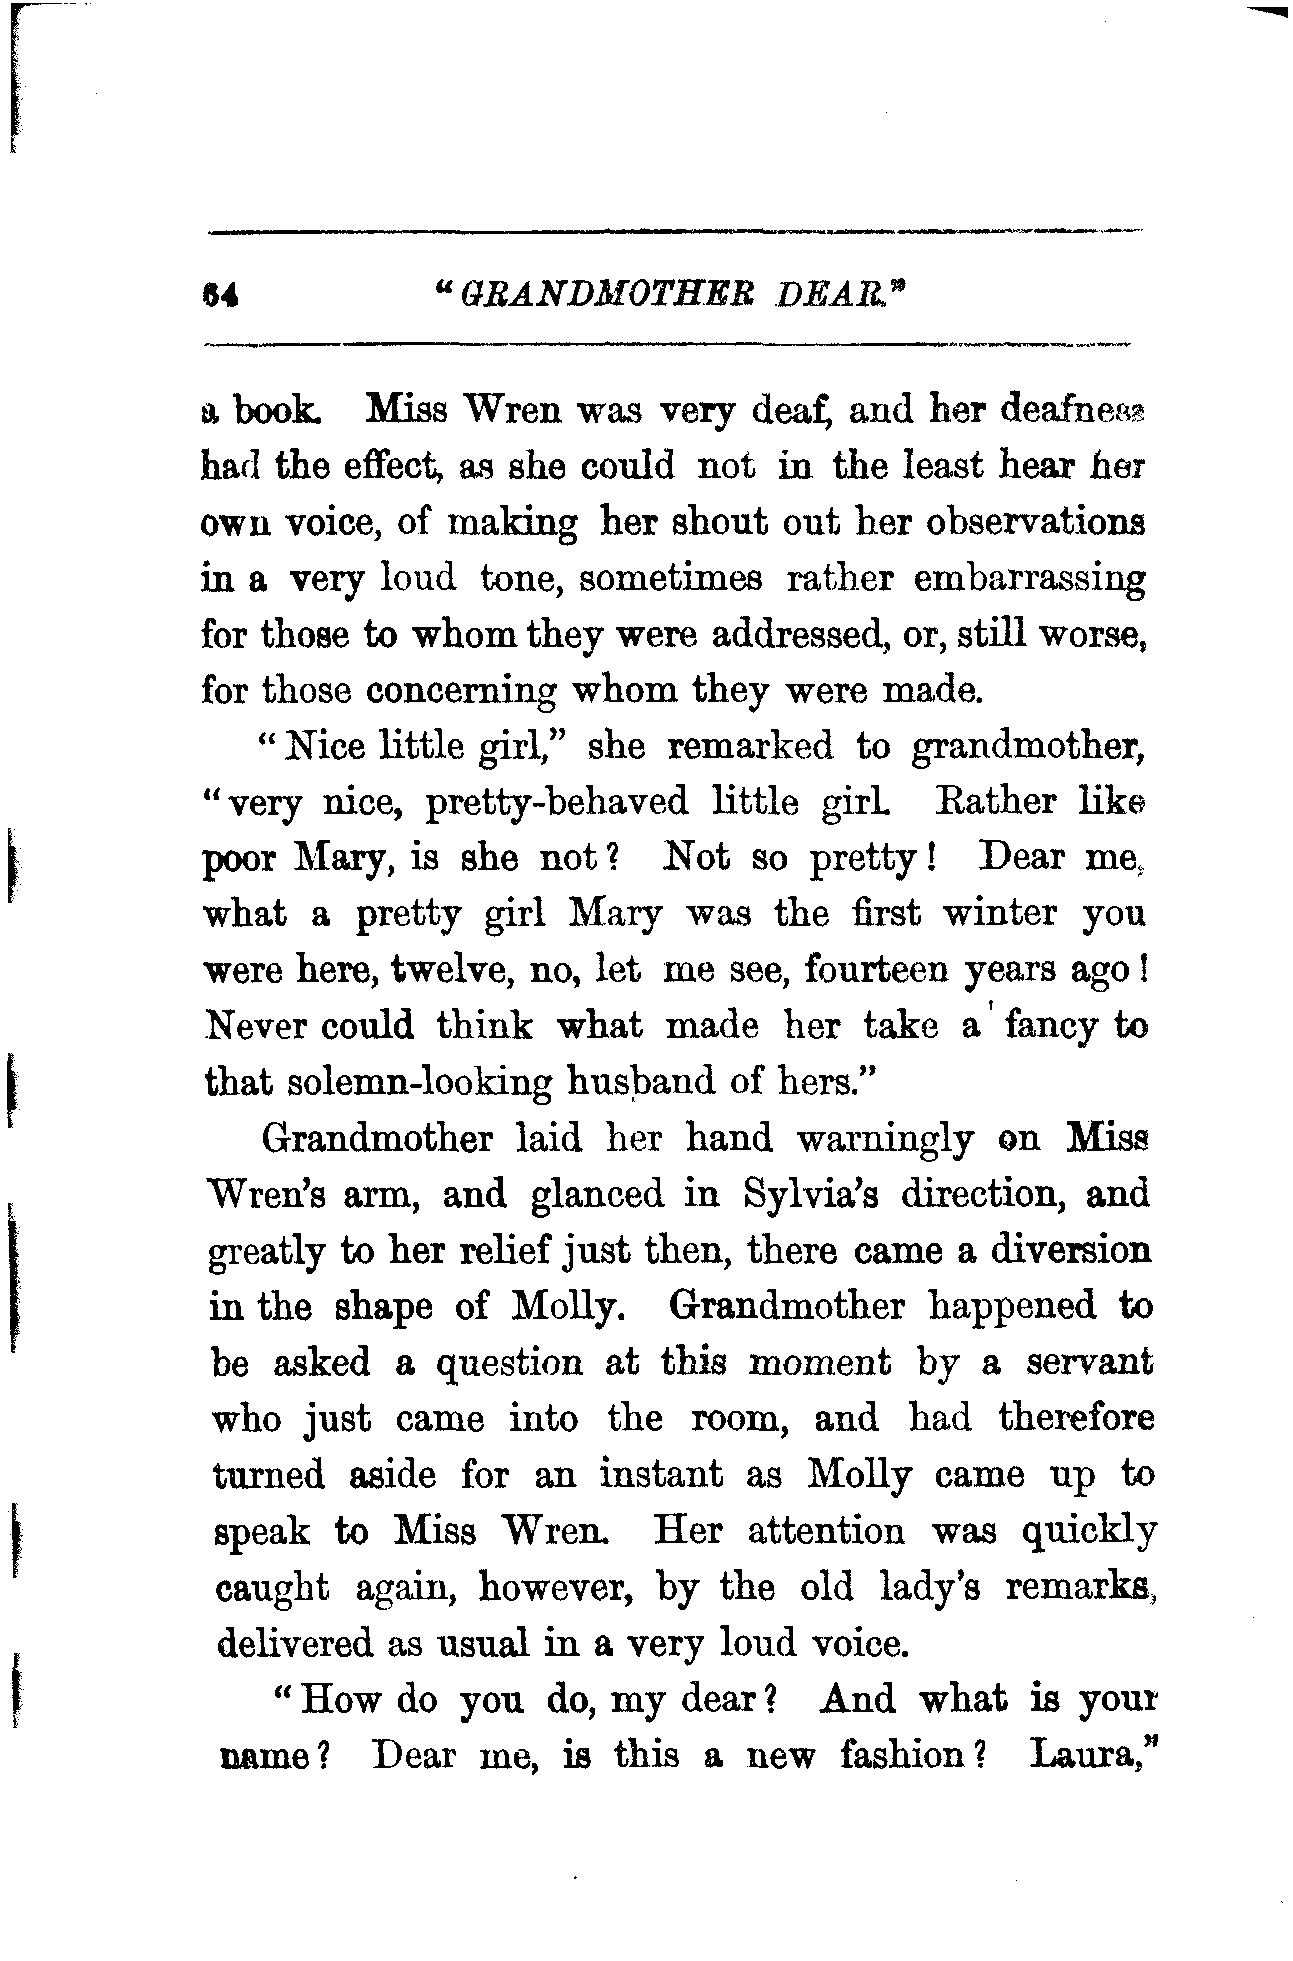 64 "GRANDMOTHER DEAR."
a book. Miss Wren was very deaf, and her deafness
had the effect, as she could not in the least hear her
own voice, of making her shout out her observations
in a very loud tone, sometimes rather embarrassing
for those to whom they were addressed, or, still worse,
for those concerning whom they were made.
"Nice little girl," she remarked to grandmother,
"very nice, pretty-behaved little girl. Rather like
poor Mary, is she not? Not so pretty! Dear me,
what a pretty girl Mary was the first winter you
were here, twelve, no, let me see, fourteen years ago!
Never could think what made her take a fancy to
that solemn-looking husband of hers."
Grandmother laid her hand warningly on Miss
Wren's arm, and glanced in Sylvia's direction, and
greatly to her relief just then, there came a diversion
in the shape of Molly. Grandmother happened to
be asked a question at this moment by a servant
who just came into the room, and had therefore
turned aside for an instant as Molly came up to
speak to Miss Wren. Her attention was quickly
caught again, however, by the old lady's remarks,
delivered as usual in a very loud voice.
"How do you do, my dear? And what is your
name? Dear me, is this a new fashion? Laura,"